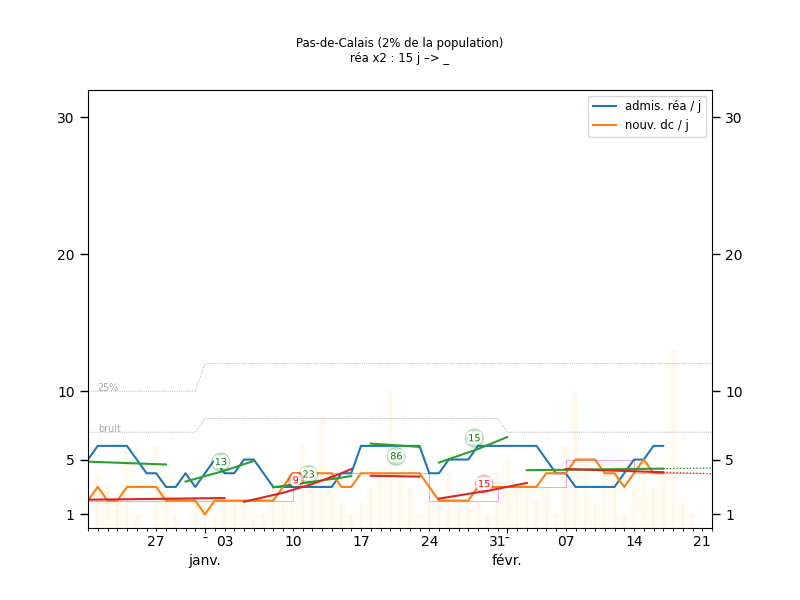 Pas-de-Calais (2% de la population)
réa x2 : 15 j –> _
admis. réa / j
nouv. dc / j
30 30
20 20
25%
10 10
bruit
15
13
86
5 5
23
9
15
1 1
27 03 10 17 24 31 07 14 21
janv. févr.